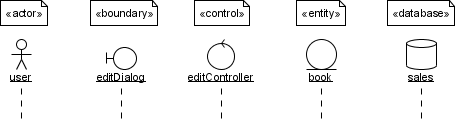 «actor» «boundary» «control» «entity» «database»
user editDialog editController book sales